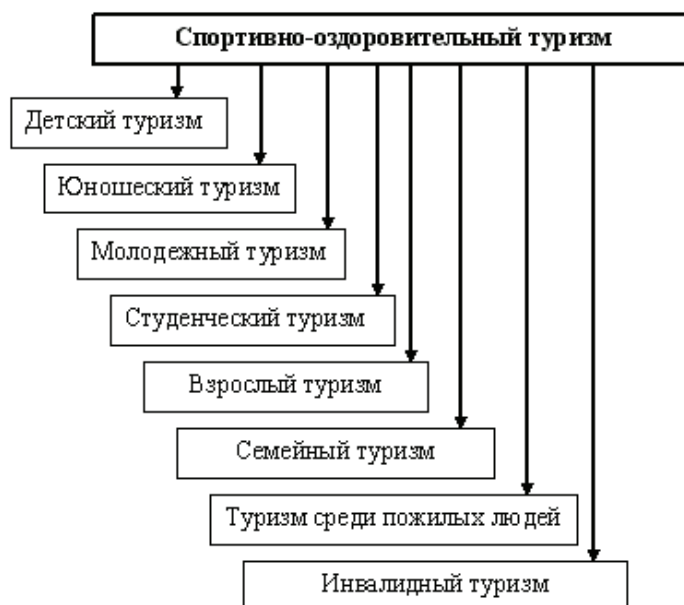 Спортивно-оздоровительный туризм
Детский туризм
Юношеский туризм
Молодежный туризм
Студенческий туризм
Взрослый туризм
Семейный туризм
Туризм среди пожилых людей
Инвалидный туризм